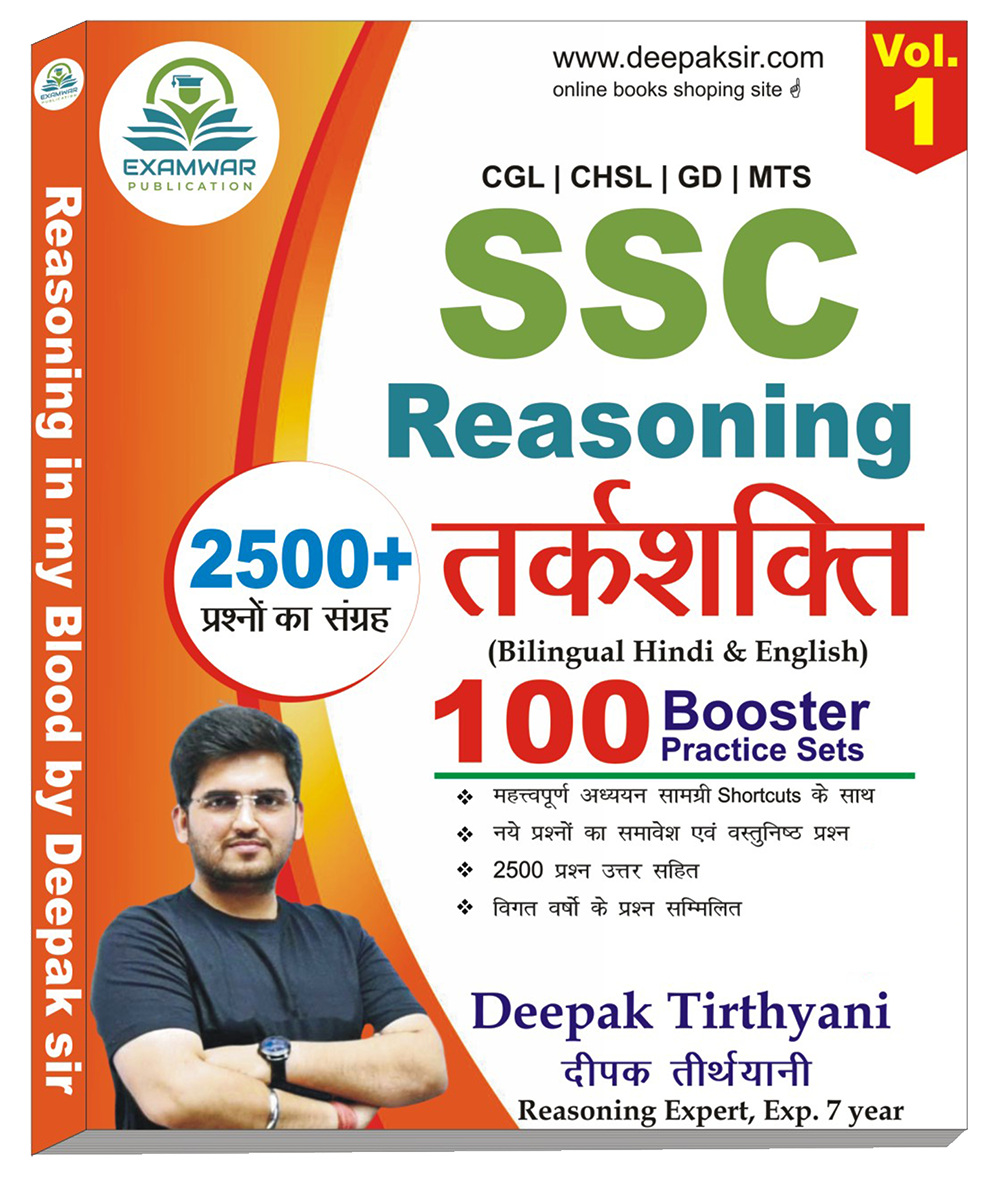 EXAMWAR
PUBLICATION
Reasoning in my Blood by Deepak sir
EXAMWAR
PUBLICATION
www.deepaksir.com
online books shoping site
Vol.
1
CGL | CHSL | GD | MTS
SSC
Reasoning
तर्कशक्ति
(Bilingual Hindi & English)
2500+
प्रश्नों का संग्रह
100 Booster
Practice Sets
❖ महत्त्वपूर्ण अध्ययन सामग्री Shortcuts के साथ
❖ नये प्रश्नों का समावेश एवं वस्तुनिष्ठ प्रश्न
❖ 2500 प्रश्न उत्तर सहित
❖ विगत वर्षो के प्रश्न सम्मिलित
Deepak Tirthyani
दीपक तीर्थयानी
Reasoning Expert, Exp. 7 year